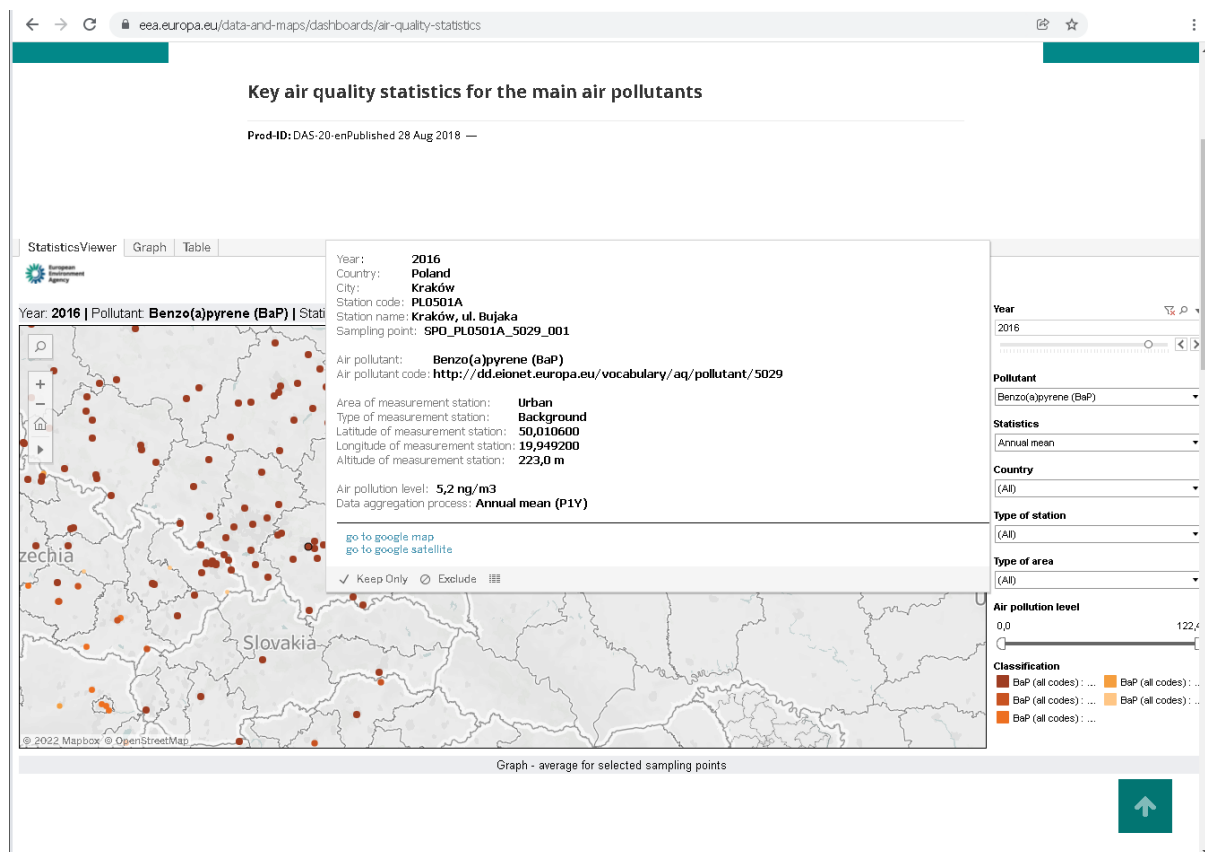 eea.europa.eu/data-and-maps/dashboards/air-quality-statistics
Key air quality statistics for the main air pollutants
Prod-ID: DAS-20-enPublished 28 Aug 2018 —
StatisticsViewer Graph Table
European
Environment
Agency
Year: 2016 | Pollutant: Benzo(a)pyrene (BaP) | Stati
Year: 2016
Country: Poland
City: Kraków
Station code: PL0501A
Station name: Kraków, ul. Bujaka
Sampling point: SPO_PL0501A_5029_001
Air pollutant: Benzo(a)pyrene (BaP)
Air pollutant code: http://dd.eionet.europa.eu/vocabulary/aq/pollutant/5029
Area of measurement station: Urban
Type of measurement station: Background
Latitude of measurement station: 50,010600
Longitude of measurement station: 19,949200
Altitude of measurement station: 223,0 m
Air pollution level: 5,2 ng/m3
Data aggregation process: Annual mean (P1Y)
go to google map
go to google satellite
Keep Only Exclude
zechia
Slovakia
U
© 2022 Mapbox © OpenStreetMap
Year
2016
Pollutant
Benzo(a)pyrene (BaP)
Statistics
Annual mean
Country
(All)
Type of station
(All)
Type of area
(All)
Air pollution level
0,0 122,4
Classification
BaP (all codes) : ... BaP (all codes) : ...
BaP (all codes) : ... BaP (all codes) : ...
BaP (all codes) : ...
Graph - average for selected sampling points